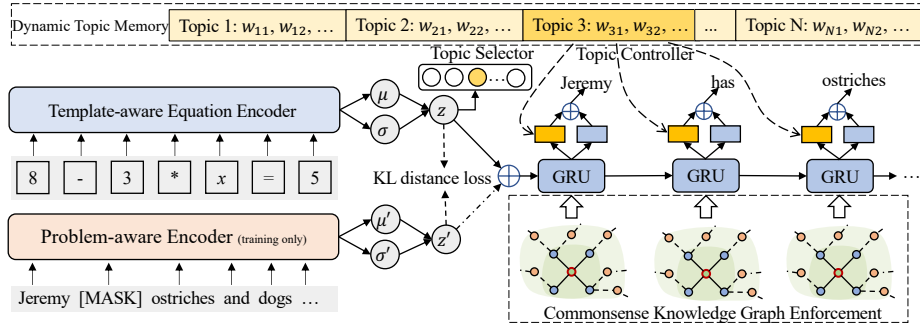 Dynamic Topic Memory
Topic 1: w11, w12, …
Topic 2: w21, w22, …
Topic 3: w31, w32, …
...
Topic N: wN1, wN2, …
Topic Selector
Topic Controller
Jeremy
has
ostriches
Template-aware Equation Encoder
μ
σ
z
8 - 3 * x = 5
KL distance loss
GRU
GRU
GRU
…
Problem-aware Encoder (training only)
μ′
σ′
z′
Jeremy [MASK] ostriches and dogs …
Commonsense Knowledge Graph Enforcement